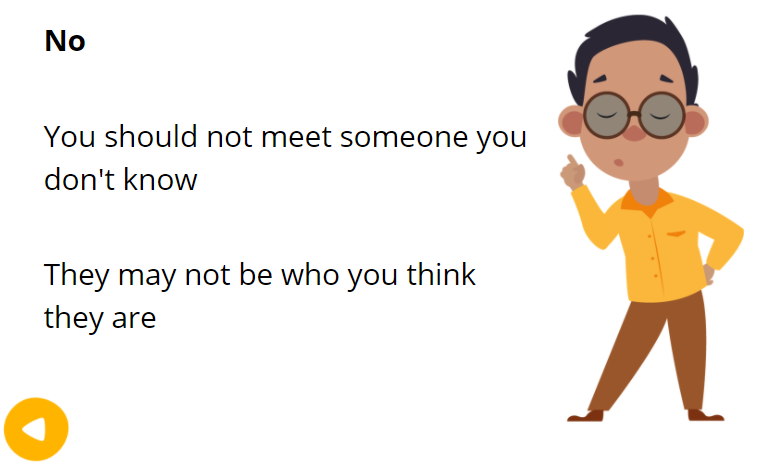 No
You should not meet someone you
don't know
They may not be who you think
they are